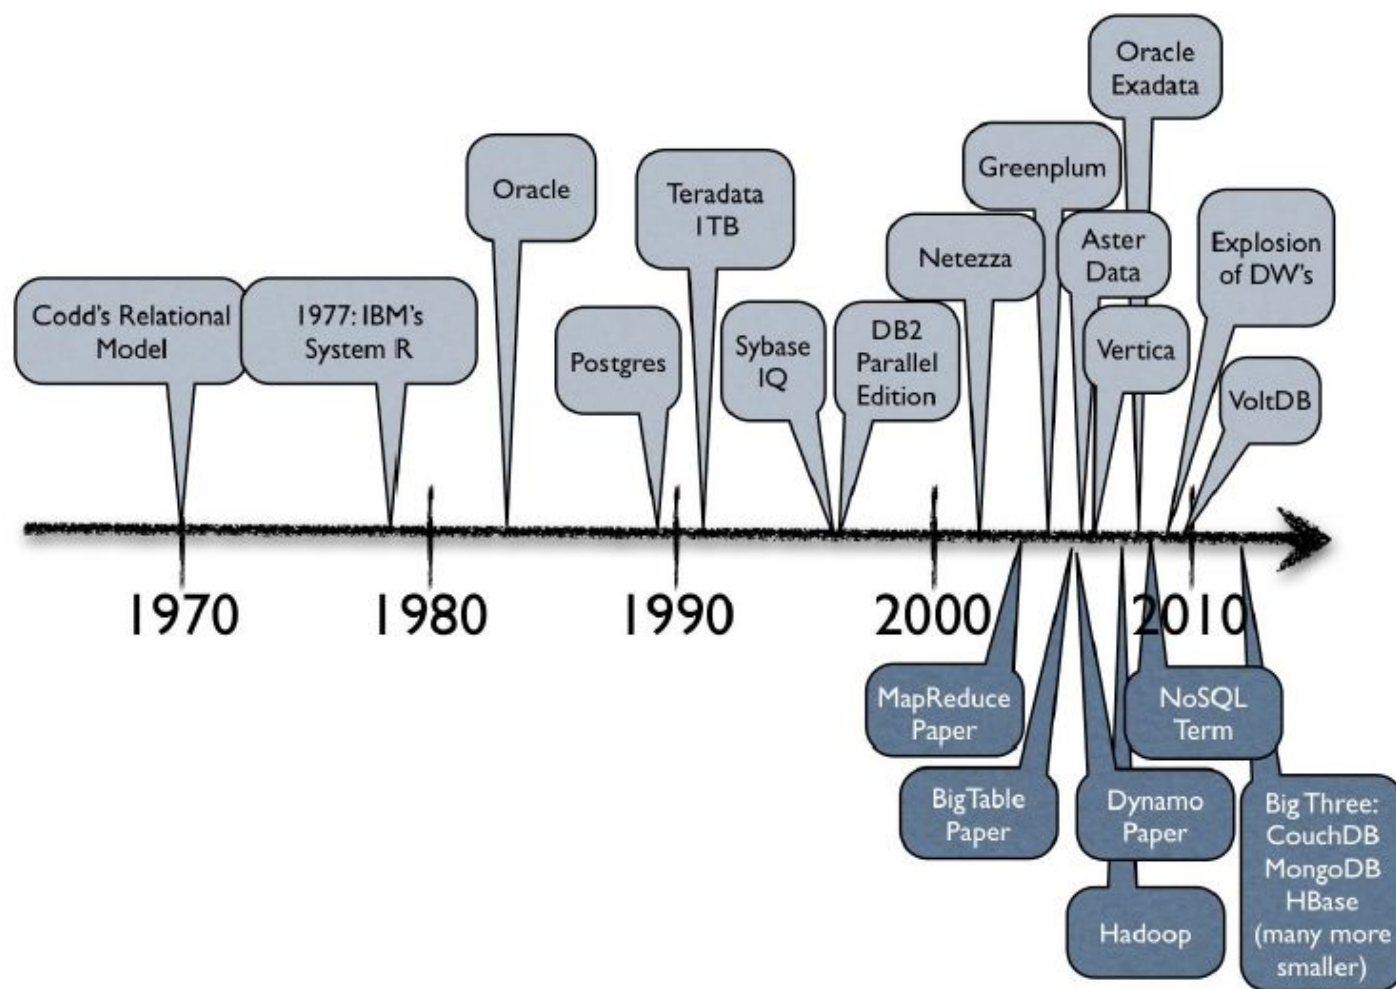 Oracle
Exadata
Greenplum
Oracle
Teradata
1TB
Netezza
Aster
Data
Explosion
of DW's
Codd's Relational
Model
1977: IBM's
System R
Postgres
Sybase
IQ
DB2
Parallel
Edition
Vertica
VoltDB
1970
1980
1990
2000
2010
MapReduce
Paper
NoSQL
Term
BigTable
Paper
Dynamo
Paper
Hadoop
Big Three:
CouchDB
MongoDB
HBase
(many more
smaller)